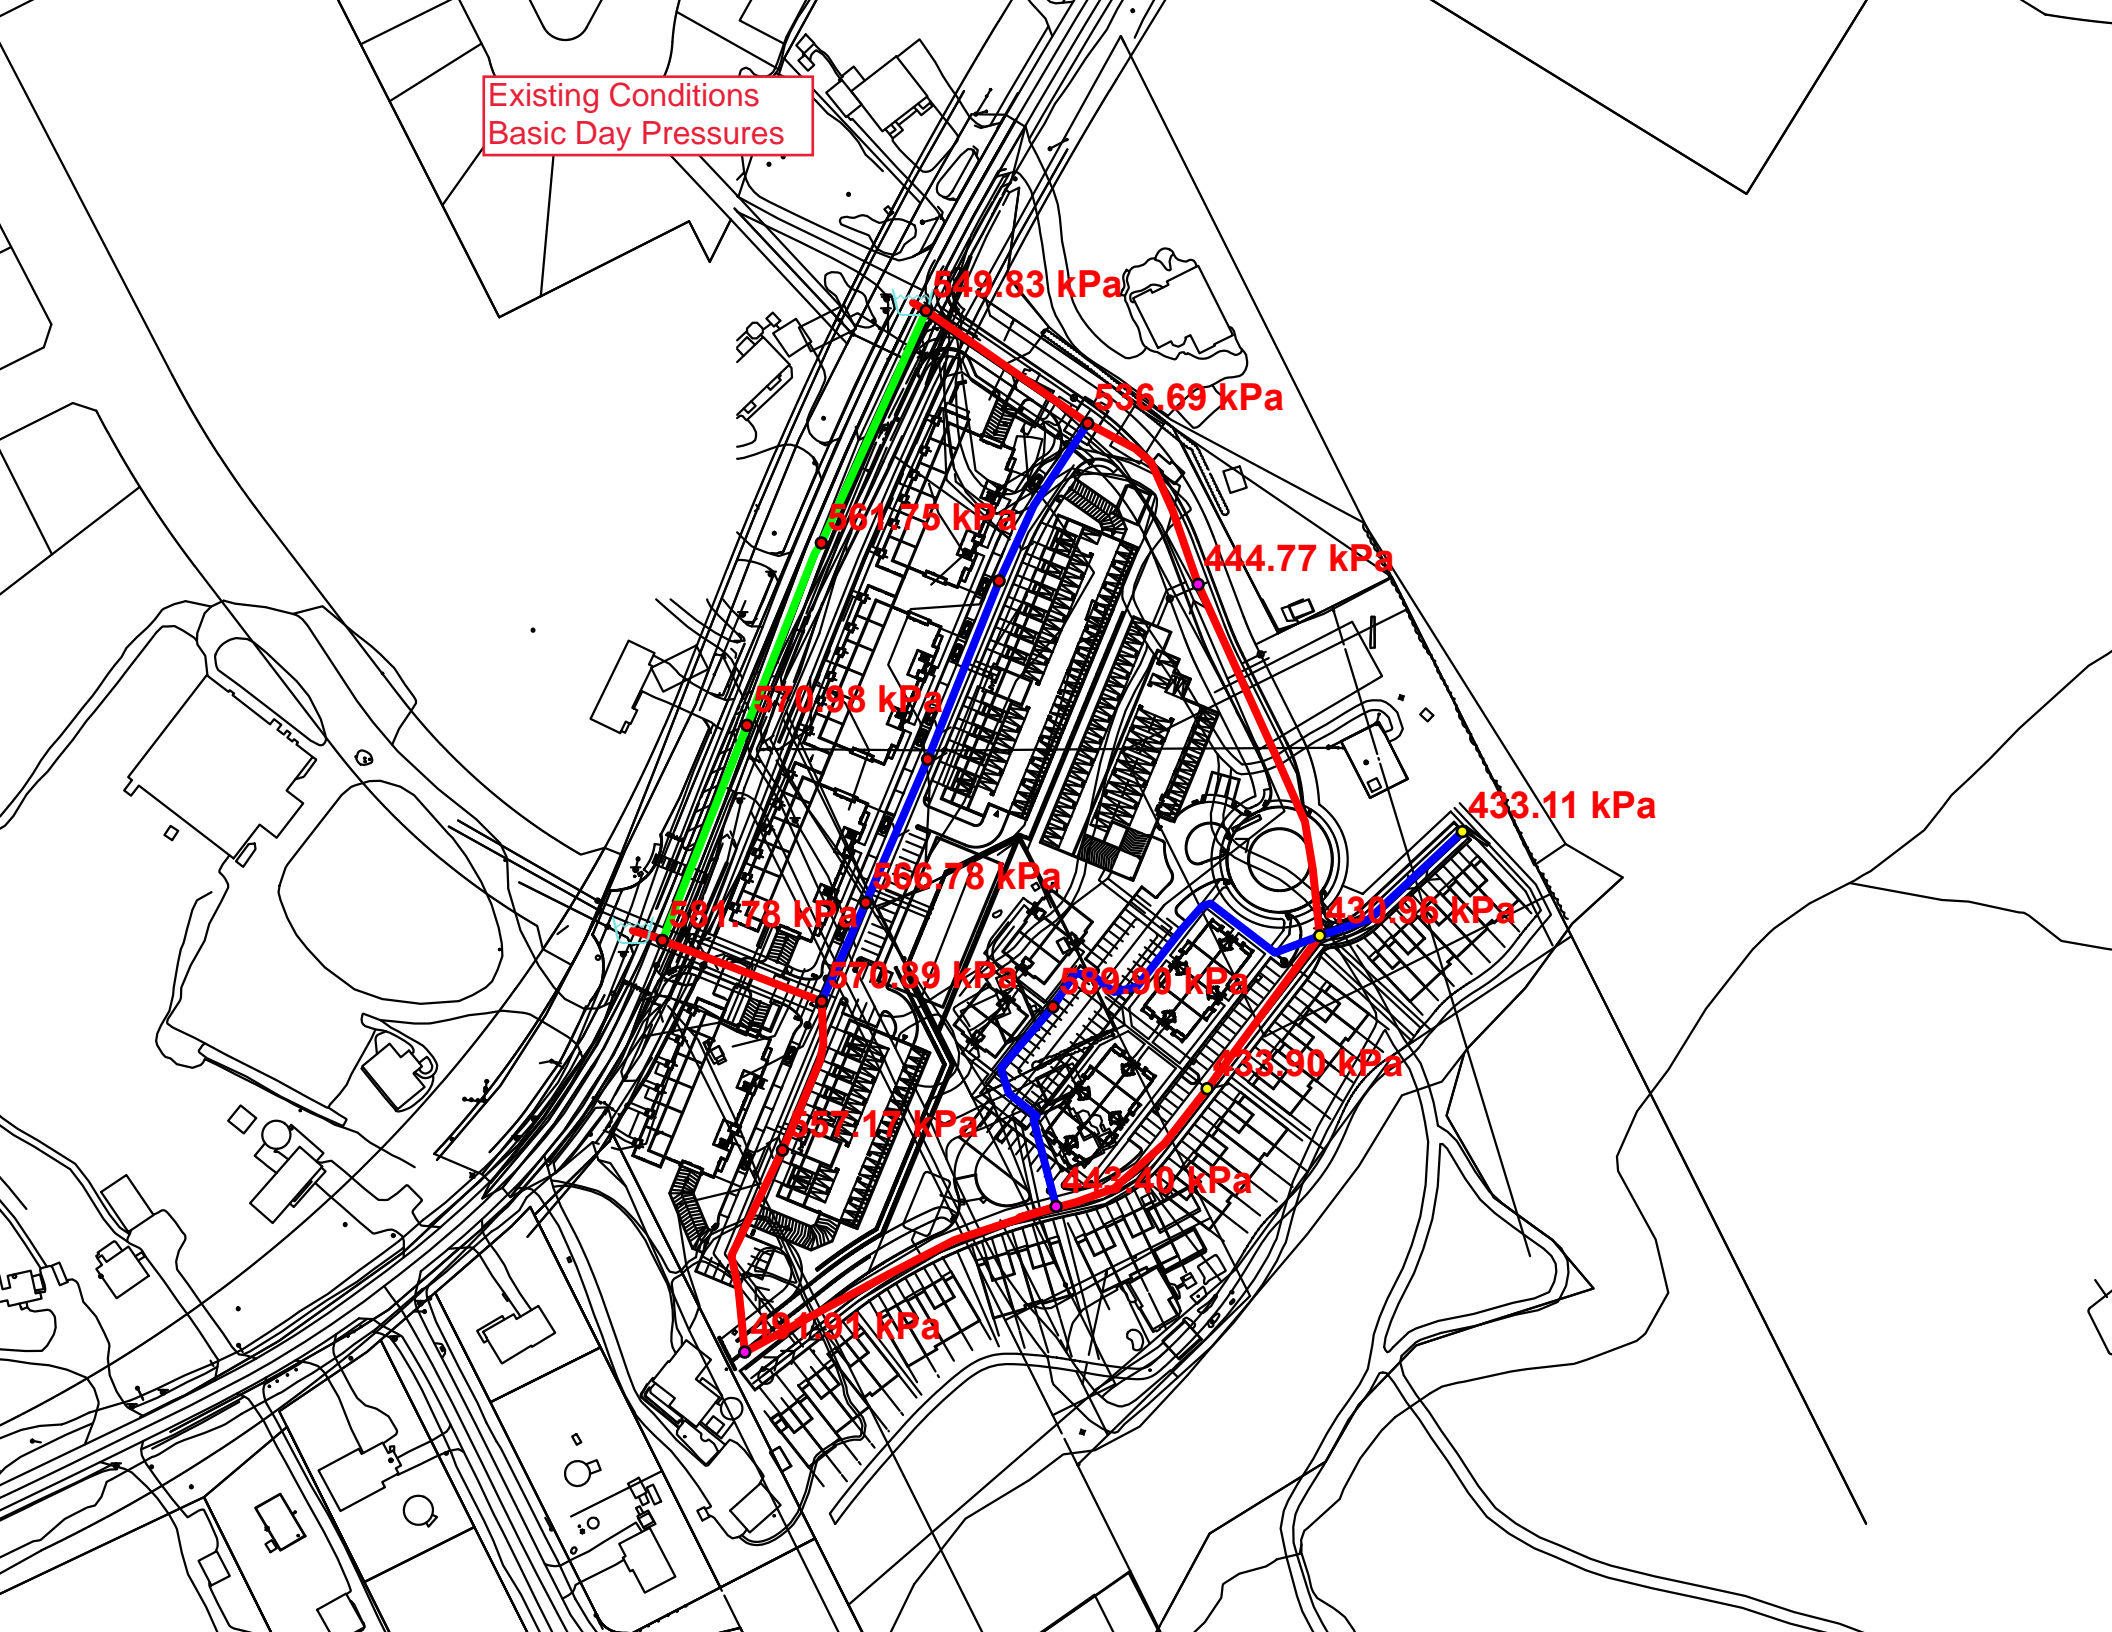 Existing Conditions
Basic Day Pressures
549.83 kPa
536.69 kPa
561.75 kPa
444.77 kPa
570.98 kPa
433.11 kPa
566.78 kPa
581.78 kPa
430.96 kPa
570.89 kPa
589.90 kPa
433.90 kPa
557.17 kPa
443.40 kPa
491.91 kPa